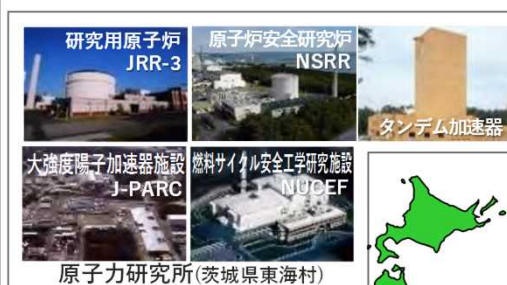 研究用原子炉
JRR-3
原子炉安全研究炉
NSRR
タンデム加速器
大強度陽子加速器施設
J-PARC
燃料サイクル安全工学研究施設
NUCEF
原子力研究所(茨城県東海村)